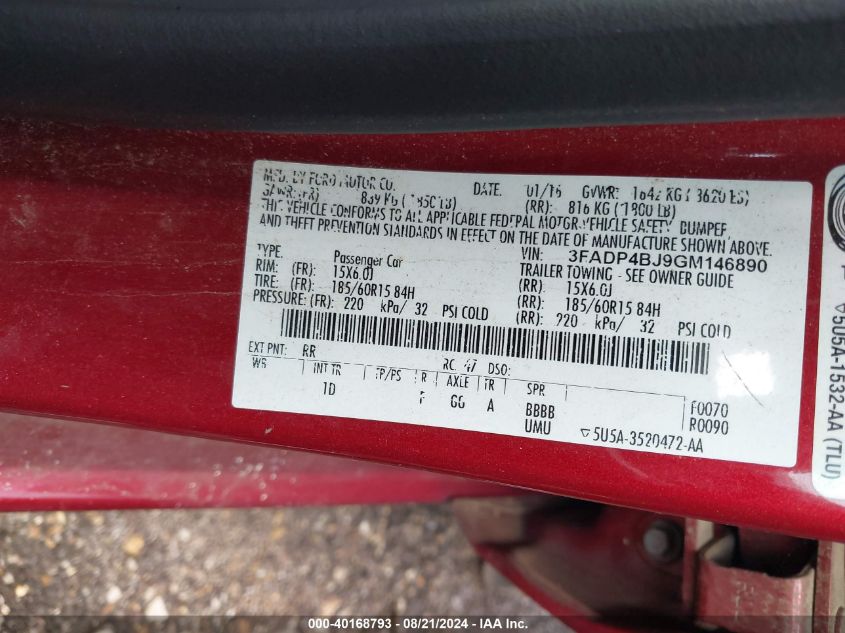 MFD. BY FORD MOTOR CO. DATE: 01/16 GVWR: 1642 KG ( 3620 LB)
GAWR:(FR) 839 KG ( 1850 LB) (RR): 816 KG (1800 LB)
THIS VEHICLE CONFORMS TO ALL APPLICABLE FEDERAL MOTOR VEHICLE SAFETY BUMPER,
AND THEFT PREVENTION STANDARDS IN EFFECT ON THE DATE OF MANUFACTURE SHOWN ABOVE.
VIN: 3FADP4BJ9GM146890
TYPE: Passenger Car TRAILER TOWING - SEE OWNER GUIDE
RIM: (FR): 15X6.0J (RR): 15X6.0J
TIRE: (FR): 185/60R15 84H (RR): 185/60R15 84H
PRESSURE: (FR): 220 kPa/ 32 PSI COLD (RR): 220 kPa/ 32 PSI COLD
EXT PNT: RR RC: 47 DSO:
WB INT TR TP/PS R AXLE TR SPR
1D F GG A BBBB F0070
UMU R0090
5U5A-3520472-AA
5U5A-1532-AA (TLU)
000-40168793 - 08/21/2024 - IAAI.com